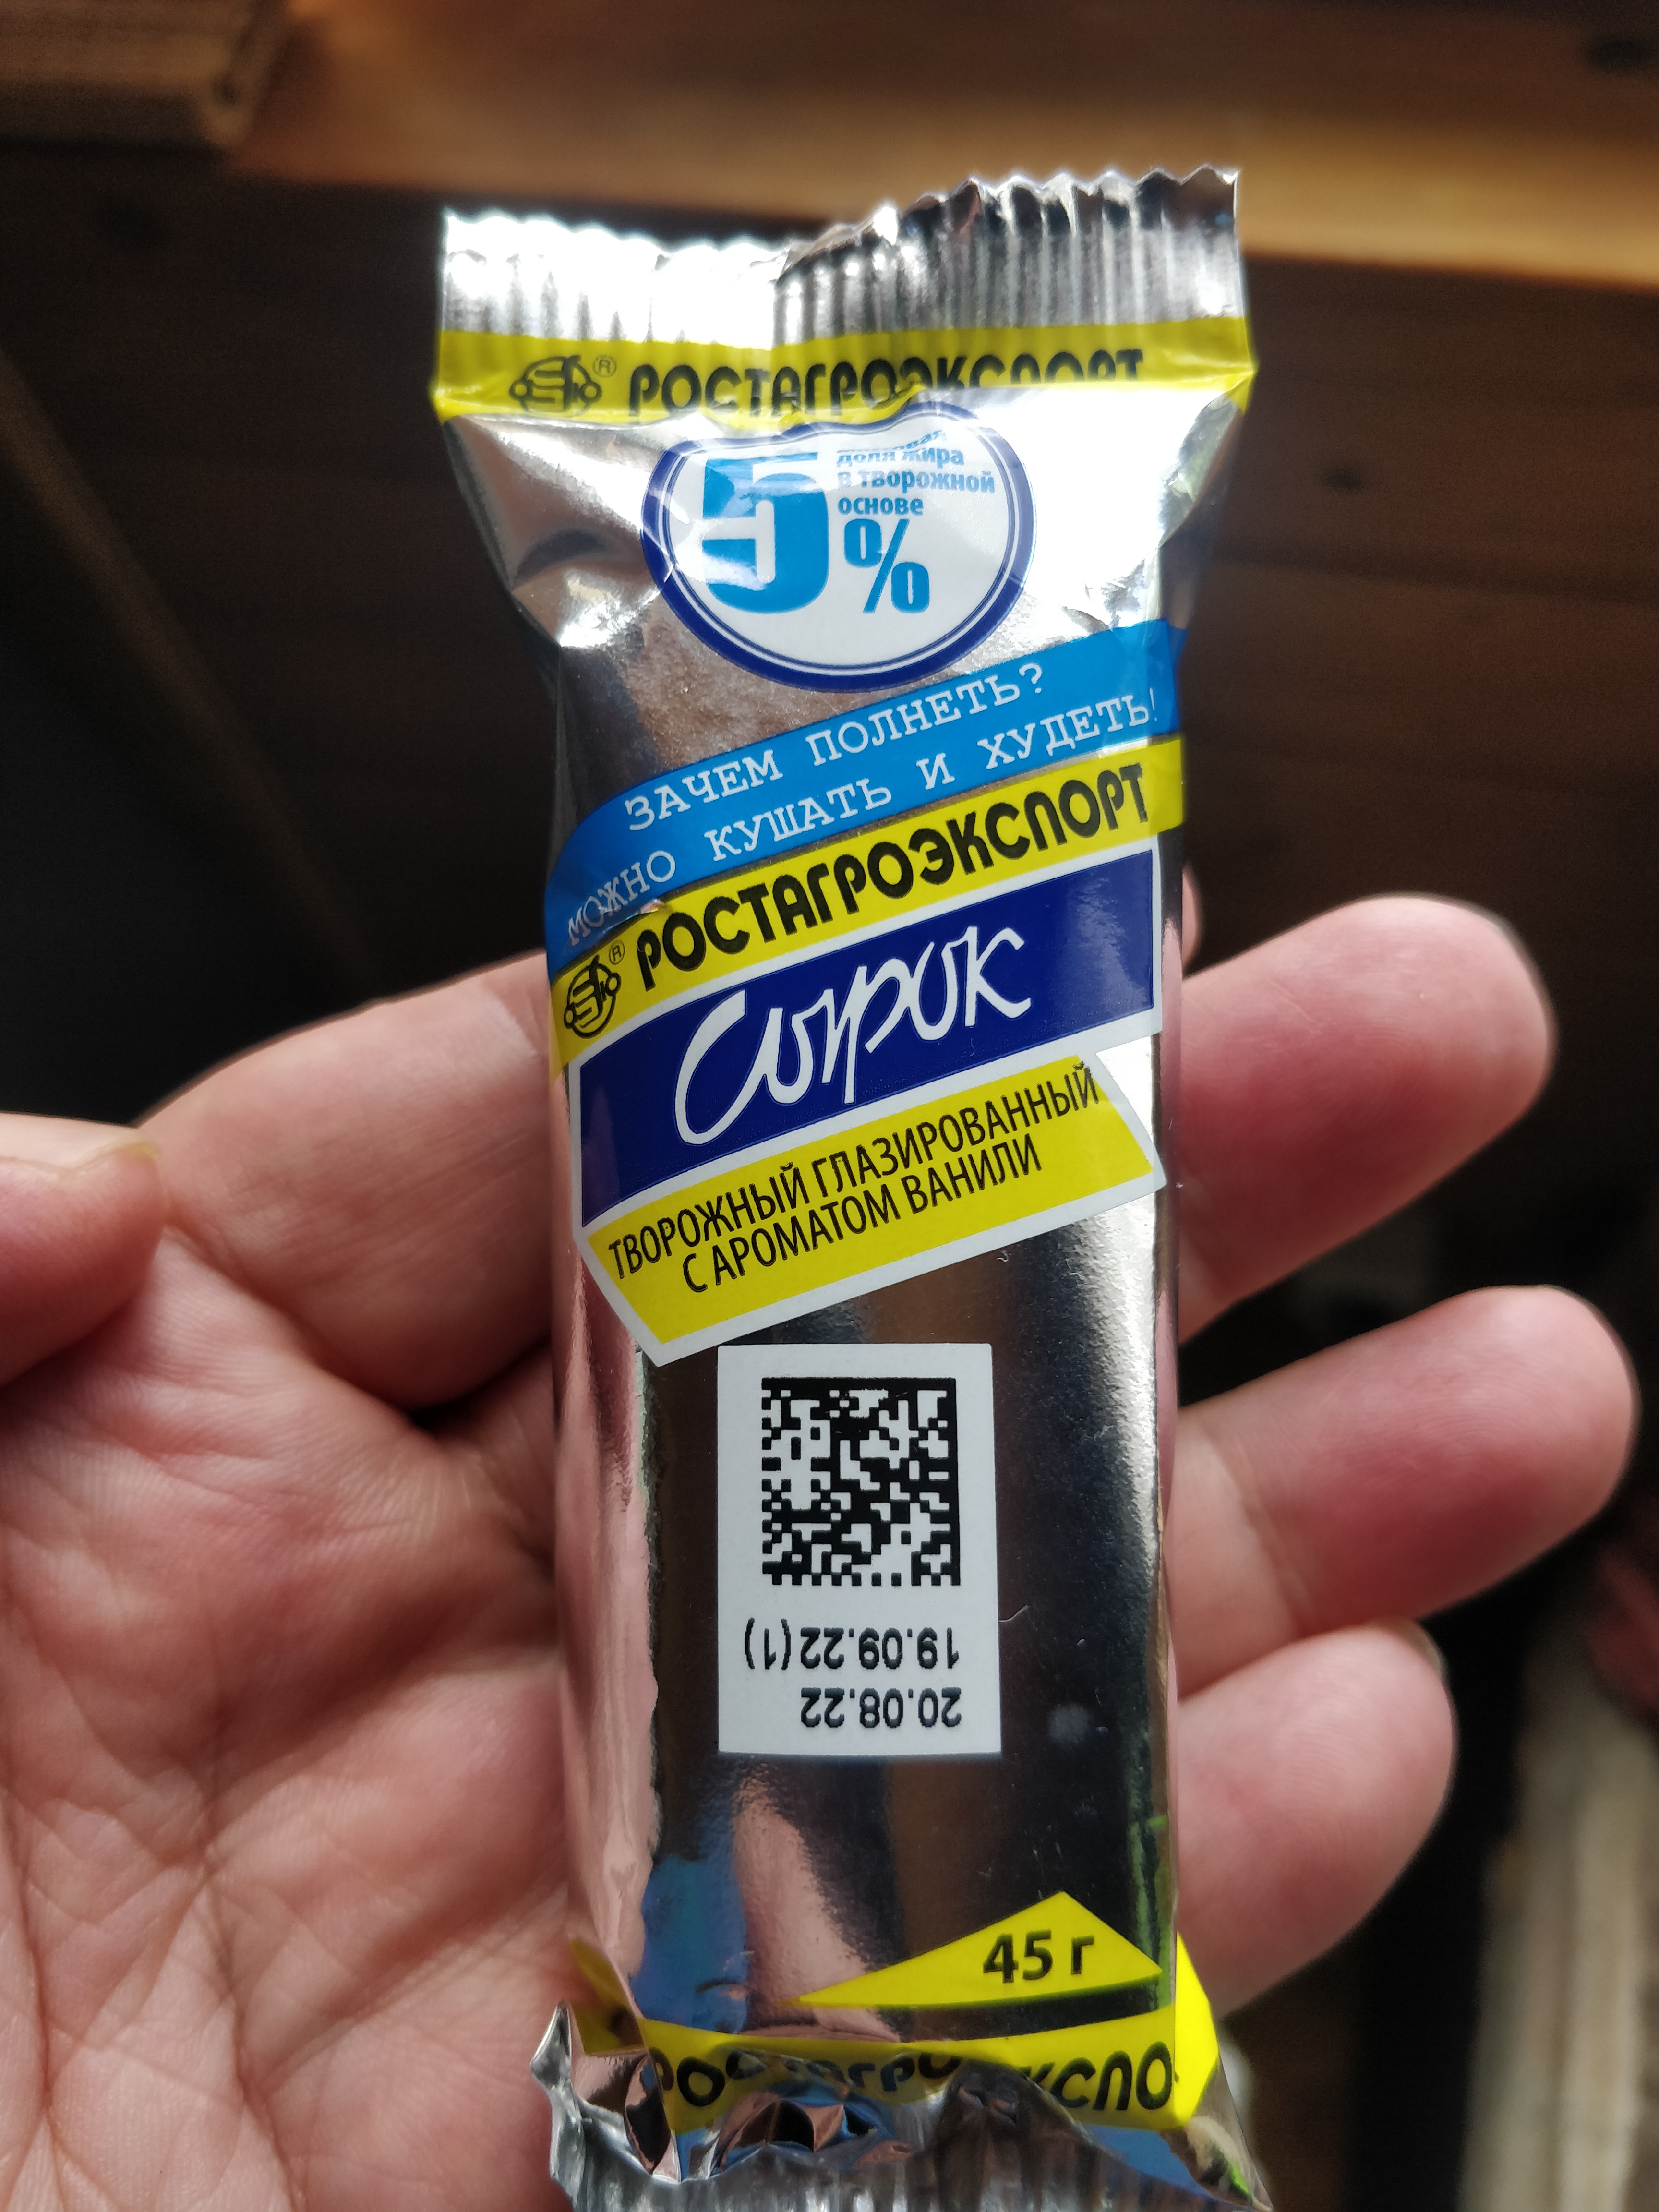 ® РОСТАГРОЭКСПОРТ
5%
доля жира
в творожной
основе
ЗАЧЕМ ПОЛНЕТЬ?
МОЖНО КУШАТЬ И ХУДЕТЬ!
® РОСТАГРОЭКСПОРТ
Сырок
ТВОРОЖНЫЙ ГЛАЗИРОВАННЫЙ
С АРОМАТОМ ВАНИЛИ
20.08.22
19.09.22(1)
45 г
РОСТАГРОЭКСПО